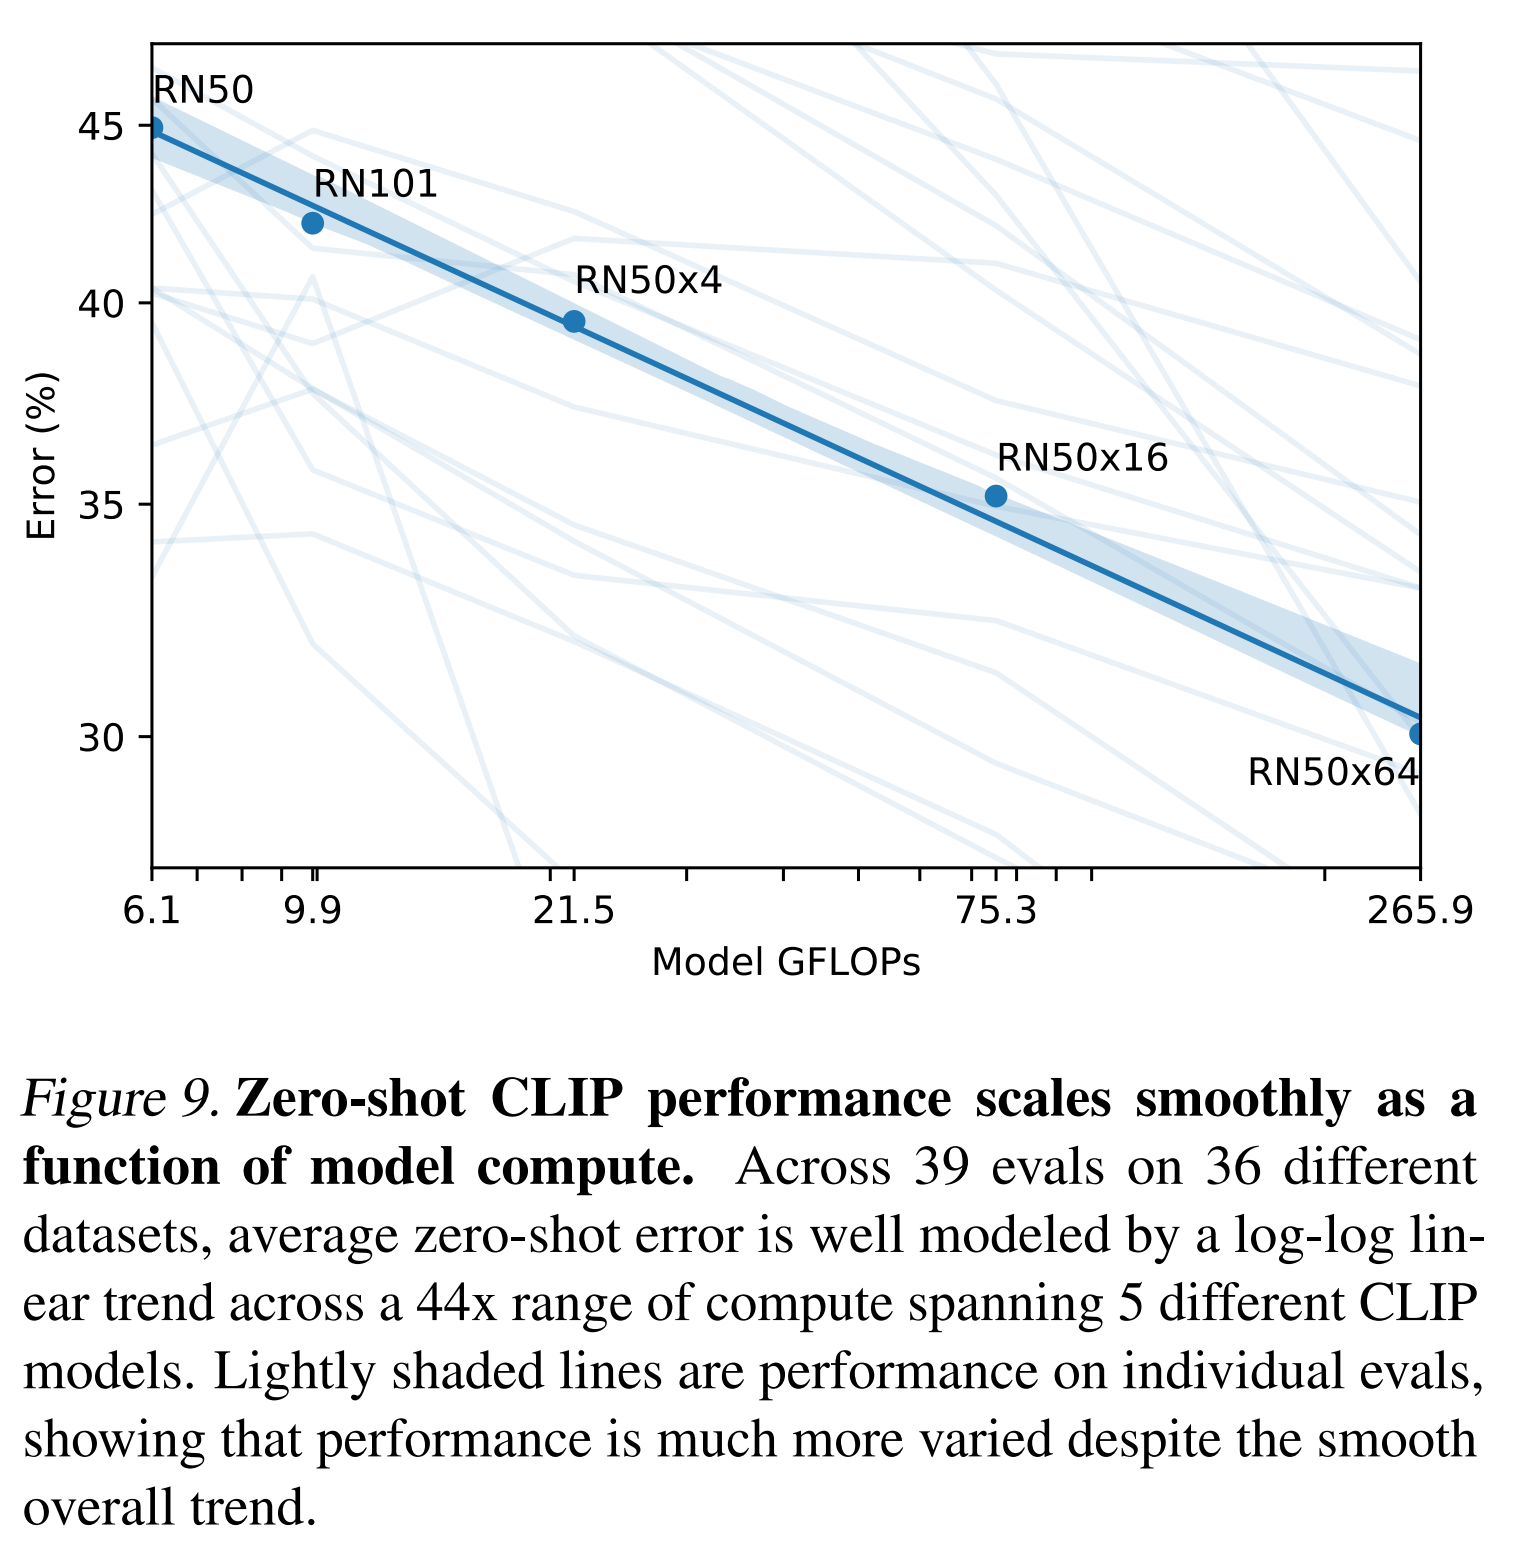 RN50
45
RN101
RN50x4
40
Error (%)
RN50x16
35
30
RN50x64
6.1 9.9 21.5 75.3 265.9
Model GFLOPs
Figure 9. Zero-shot CLIP performance scales smoothly as a
function of model compute. Across 39 evals on 36 different
datasets, average zero-shot error is well modeled by a log-log lin-
ear trend across a 44x range of compute spanning 5 different CLIP
models. Lightly shaded lines are performance on individual evals,
showing that performance is much more varied despite the smooth
overall trend.